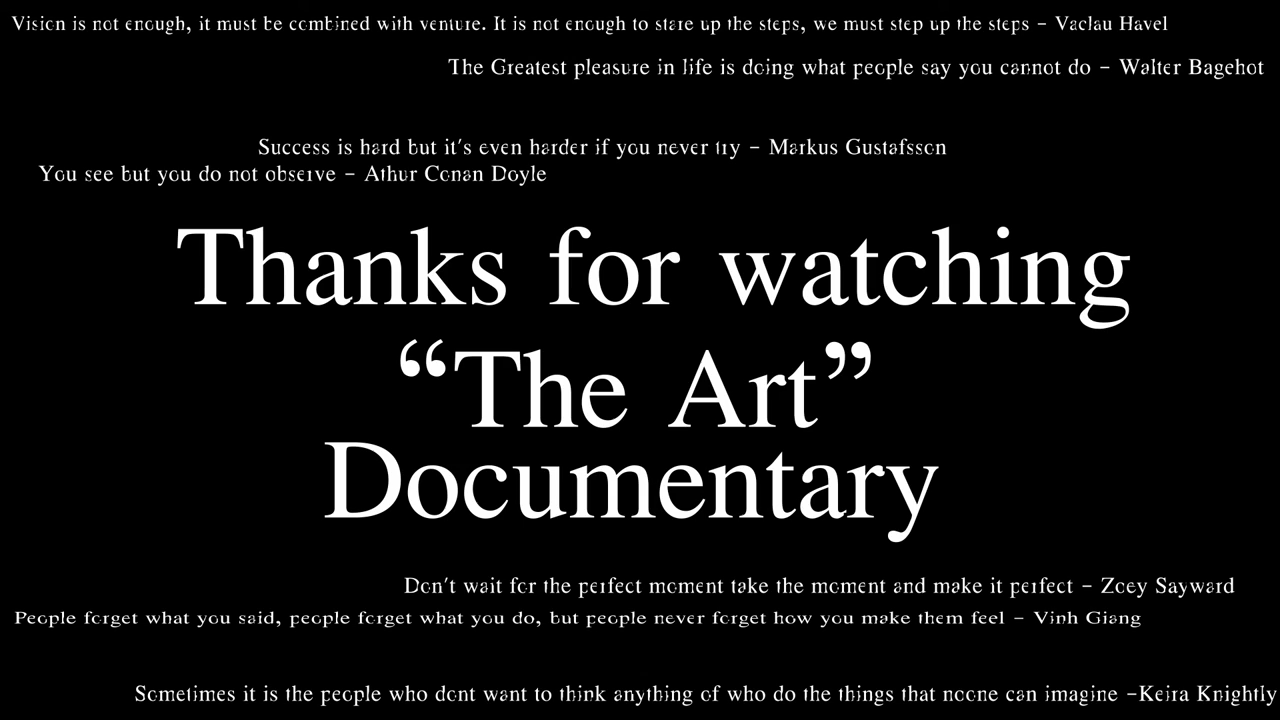 Vision is not enough, it must be combined with venture. It is not enough to stare up the steps, we must step up the steps - Vaclau Havel
The Greatest pleasure in life is doing what people say you cannot do - Walter Bagehot
Success is hard but it's even harder if you never try - Markus Gustafsson
You see but you do not observe - Athur Conan Doyle
Thanks for watching
“The Art”
Documentary
Don't wait for the perfect moment take the moment and make it perfect - Zoey Sayward
People forget what you said, people forget what you do, but people never forget how you make them feel - Vinh Giang
Sometimes it is the people who dont want to think anything of who do the things that noone can imagine -Keira Knightly